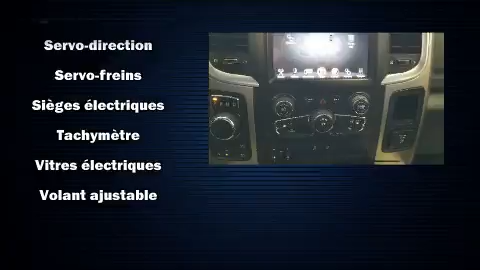 Servo-direction
Servo-freins
Sièges électriques
Tachymètre
Vitres électriques
Volant ajustable